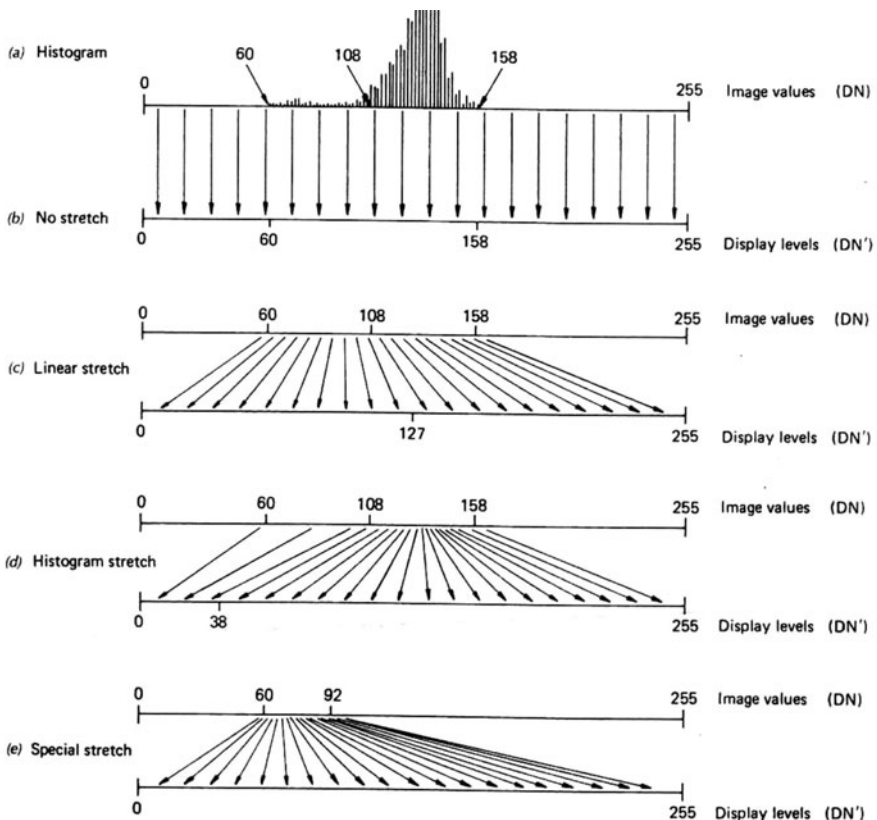 (a) Histogram
60 108 158
0 255 Image values (DN)
(b) No stretch
0 60 158 255 Display levels (DN′)
0 60 108 158 255 Image values (DN)
(c) Linear stretch
0 127 255 Display levels (DN′)
0 60 108 158 255 Image values (DN)
(d) Histogram stretch
0 38 255 Display levels (DN′)
0 60 92 255 Image values (DN)
(e) Special stretch
0 255 Display levels (DN′)